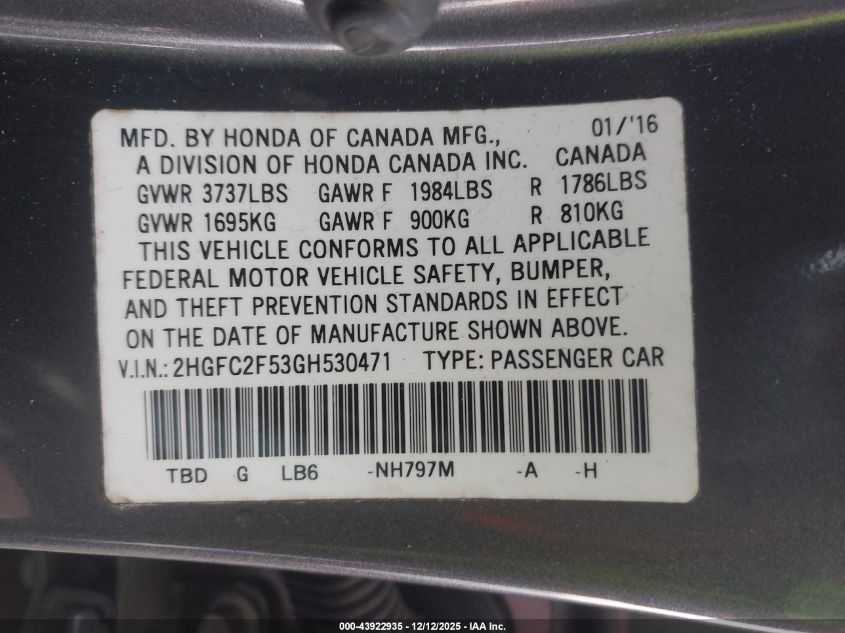 MFD. BY HONDA OF CANADA MFG., 01/'16
A DIVISION OF HONDA CANADA INC. CANADA
GVWR 3737LBS GAWR F 1984LBS R 1786LBS
GVWR 1695KG GAWR F 900KG R 810KG
THIS VEHICLE CONFORMS TO ALL APPLICABLE
FEDERAL MOTOR VEHICLE SAFETY, BUMPER,
AND THEFT PREVENTION STANDARDS IN EFFECT
ON THE DATE OF MANUFACTURE SHOWN ABOVE.
V.I.N.: 2HGFC2F53GH530471 TYPE: PASSENGER CAR
TBD G LB6 -NH797M -A -H
000-43922935 - 12/12/2025 - IAA Inc.